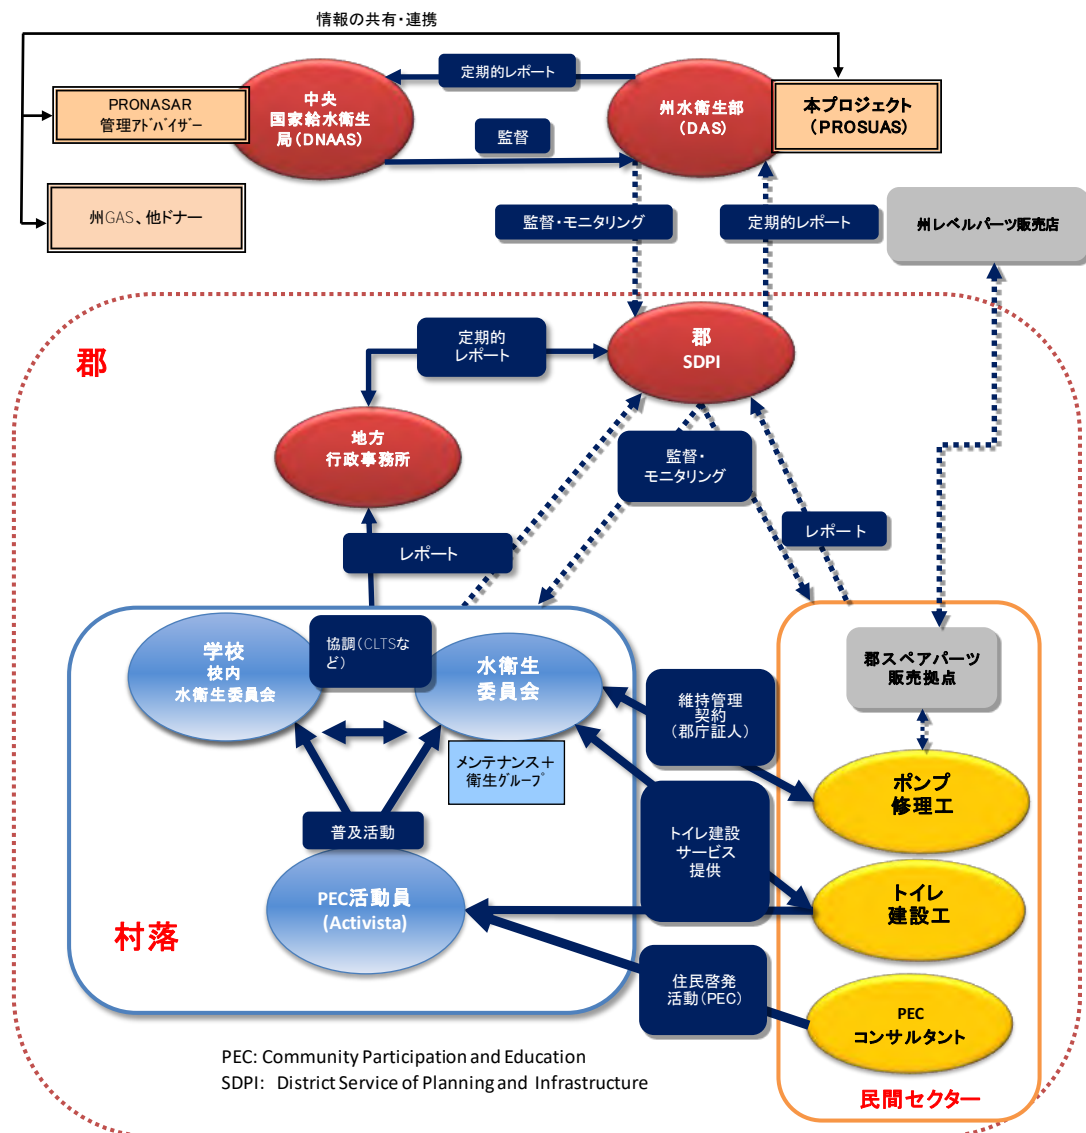 情報の共有・連携
PRONASAR
管理ｱﾄﾞﾊﾞｲｻﾞｰ
中央
国家給水衛生
局（DNAAS）
定期的レポート
監督
州水衛生部
（DAS）
本プロジェクト
（PROSUAS）
州GAS、他ドナー
監督・モニタリング
定期的レポート
州レベルパーツ販売店
郡
定期的
レポート
郡
SDPI
地方
行政事務所
監督・
モニタリング
レポート
レポート
学校
校内
水衛生委員会
協調（CLTSな
ど）
水衛生
委員会
メンテナンス＋
衛生ｸﾞﾙｰﾌﾟ
普及活動
PEC活動員
(Activista)
村落
維持管理
契約
（郡庁証人）
トイレ建設
サービス
提供
住民啓発
活動（PEC）
郡スペアパーツ
販売拠点
ポンプ
修理工
トイレ
建設工
PEC
コンサルタント
民間セクター
PEC: Community Participation and Education
SDPI: District Service of Planning and Infrastructure